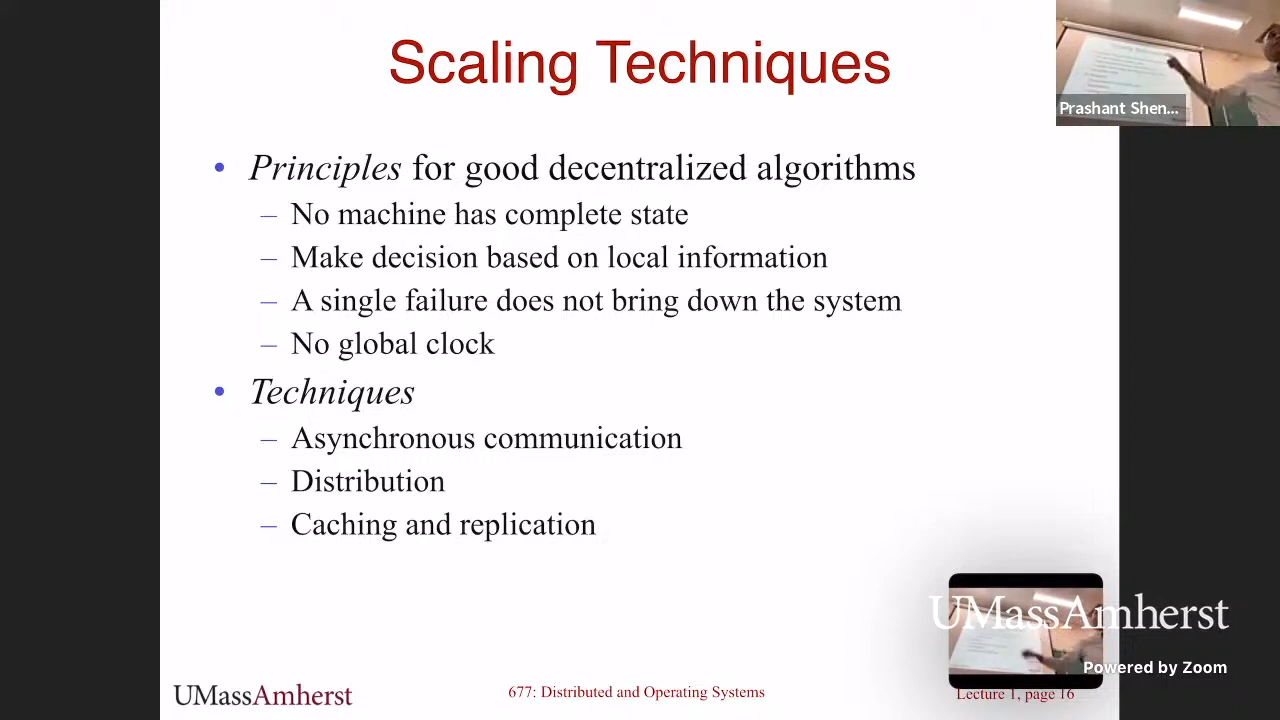 Scaling Techniques
Prashant Shen...
• Principles for good decentralized algorithms
– No machine has complete state
– Make decision based on local information
– A single failure does not bring down the system
– No global clock
• Techniques
– Asynchronous communication
– Distribution
– Caching and replication
UMassAmherst
Powered by Zoom
UMassAmherst
677: Distributed and Operating Systems
Lecture 1, page 16